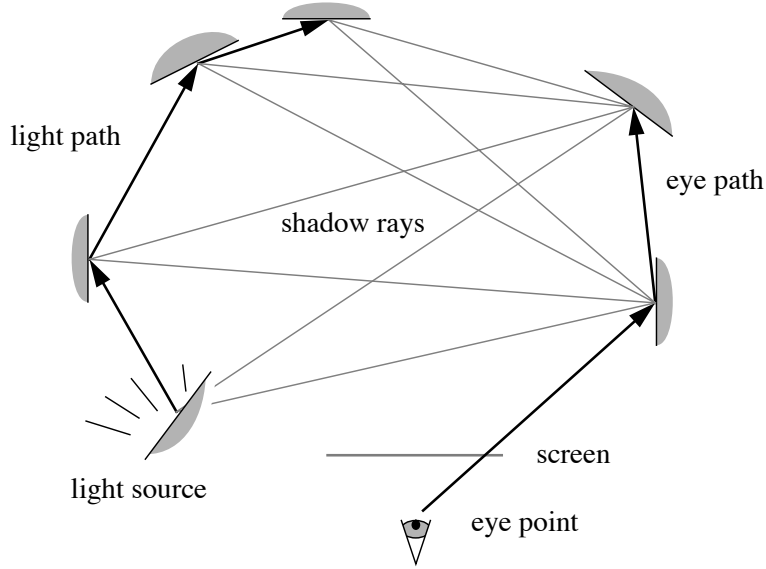 light path
eye path
shadow rays
screen
light source
eye point